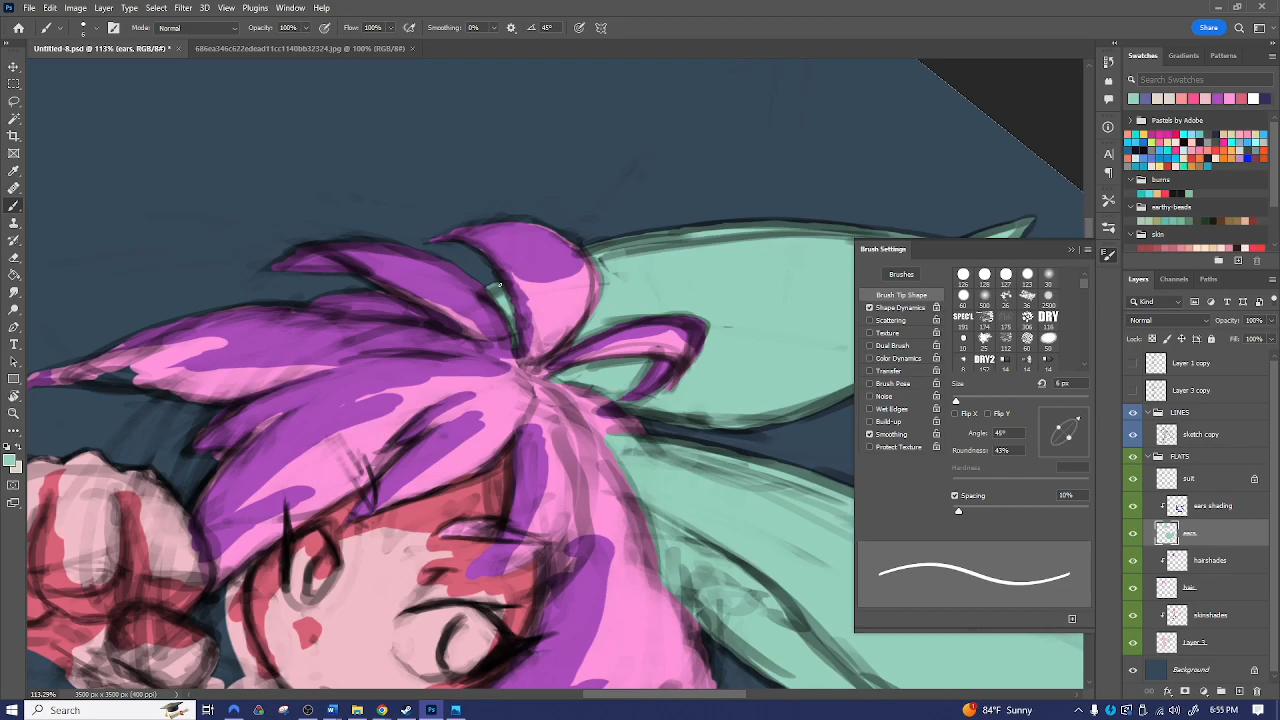 File Edit Image Layer Type Select Filter 3D View Plugins Window Help
Mode: Normal Opacity: 100% Flow: 100% Smoothing: 0% 45° Share
Untitled-8.psd @ 113% (ears, RGB/8#) * × 686ea346c622edead11cc1140bb32324.jpg @ 100% (RGB/8#) ×
Swatches Gradients Patterns
Search Swatches
Pastels by Adobe
burns
earthy-beads
skin
Brush Settings
Brushes
Brush Tip Shape
Shape Dynamics
Scattering
Texture
Dual Brush
Color Dynamics
Transfer
Brush Pose
Noise
Wet Edges
Build-up
Smoothing
Protect Texture
Size 6 px
Flip X Flip Y
Angle: 45°
Roundness: 43%
Hardness
Spacing 10%
Layers Channels Paths
Kind
Normal Opacity: 100%
Lock: Fill: 100%
Layer 1 copy
Layer 3 copy
LINES
sketch copy
FLATS
suit
ears shading
ears
hairshades
hair
skinshades
Layer 3
Background
113.29% 3500 px x 3500 px (400 ppi)
Search 84°F Sunny 6:55 PM